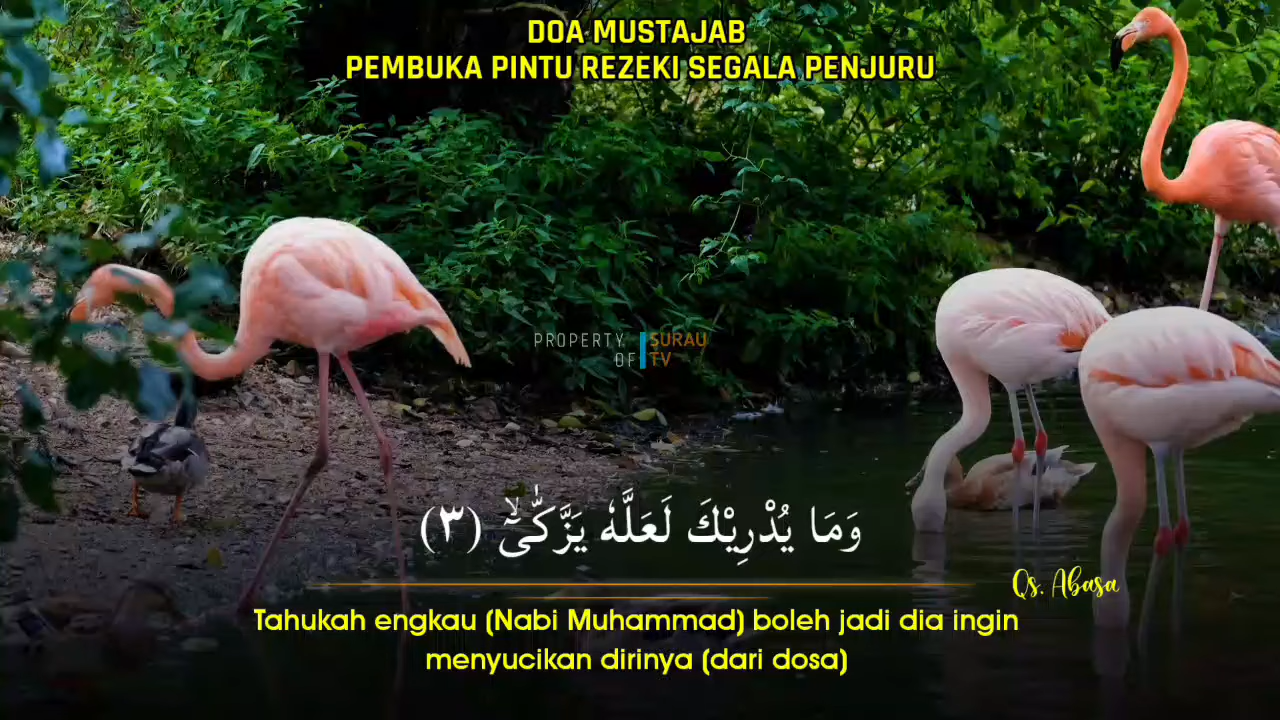 DOA MUSTAJAB
PEMBUKA PINTU REZEKI SEGALA PENJURU
PROPERTY OF SURAU TV
وَمَا يُدْرِيْكَ لَعَلَّهٗ يَزَّكّٰىٓۙ (٣)
Qs. Abasa
Tahukah engkau (Nabi Muhammad) boleh jadi dia ingin
menyucikan dirinya (dari dosa)